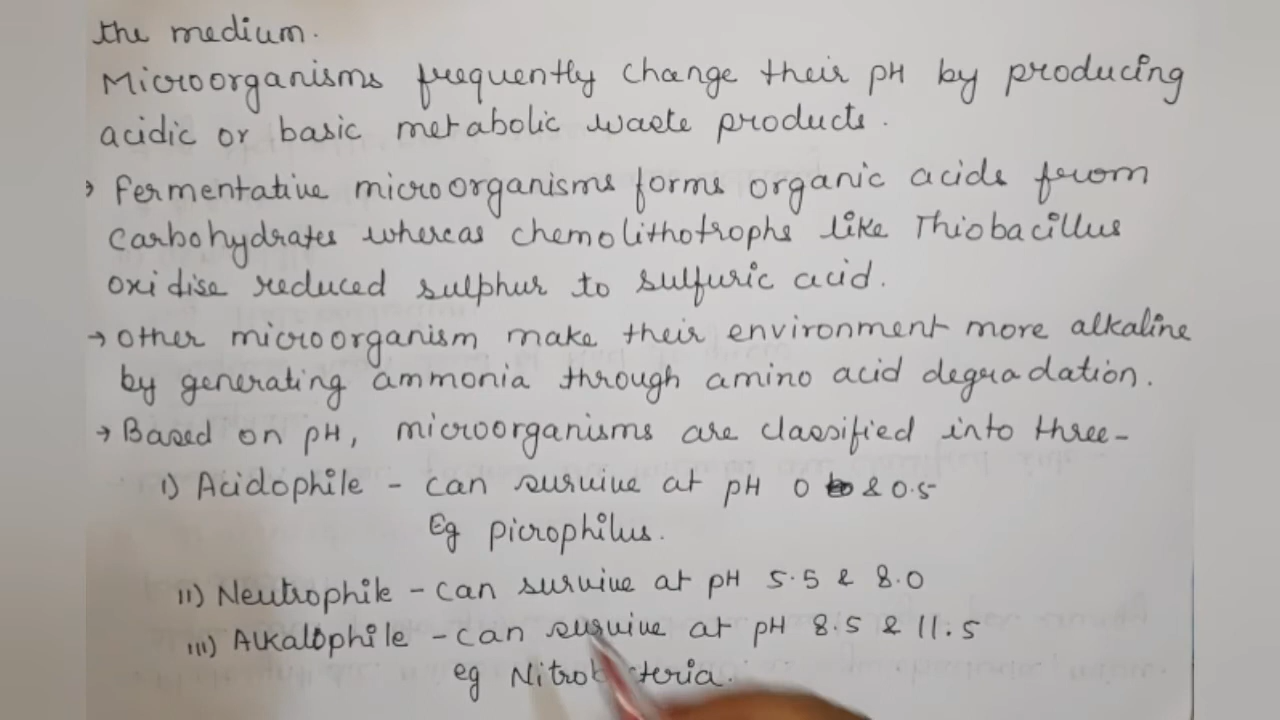 the medium.
Microorganisms frequently change their pH by producing
acidic or basic metabolic waste products.
Fermentative microorganisms forms organic acids from
carbohydrates whereas chemolithotrophs like Thiobacillus
oxidise reduced sulphur to sulfuric acid.
→ Other microorganism make their environment more alkaline
by generating ammonia through amino acid degradation.
→ Based on pH, microorganisms are classified into three-
i) Acidophile - can survive at pH 0 & 0.5
Eg picrophilus.
ii) Neutrophile - can survive at pH 5.5 & 8.0
iii) Alkalophile - can survive at pH 8.5 & 11.5
eg